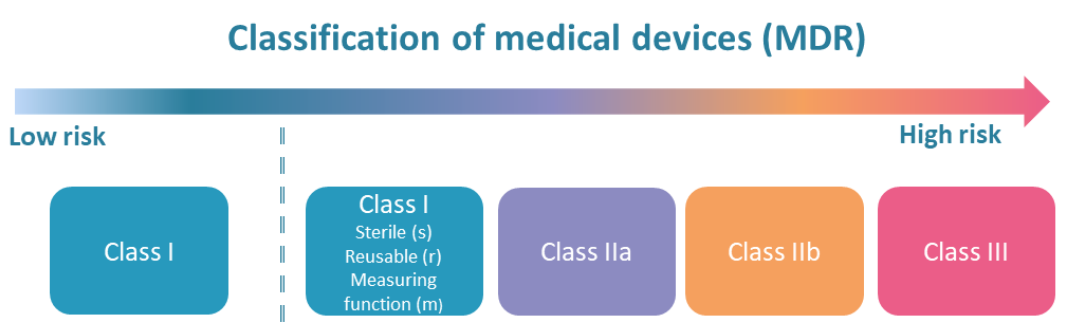 Classification of medical devices (MDR)
Low risk
High risk
Class I
Class I
Sterile (s)
Reusable (r)
Measuring
function (m)
Class IIa
Class IIb
Class III